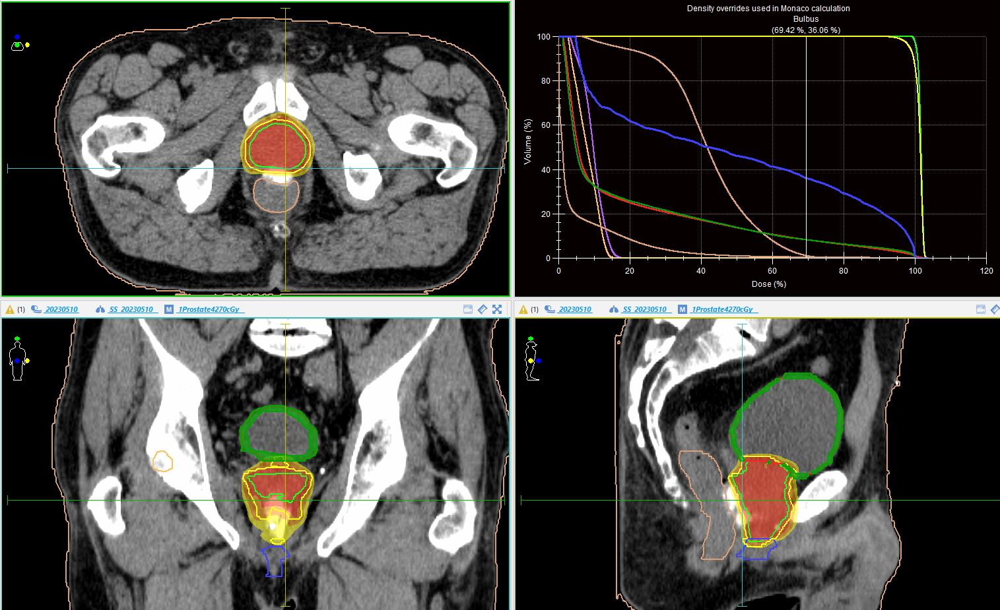 Density overrides used in Monaco calculation
Bulbus
(69.42 %, 36.06 %)
100
80
60
40
20
0
Volume (%)
0 20 40 60 80 100 120
Dose (%)
(1) 20230510 SS_20230510 M 1Prostate4270cGy
(1) 20230510 SS_20230510 M 1Prostate4270cGy